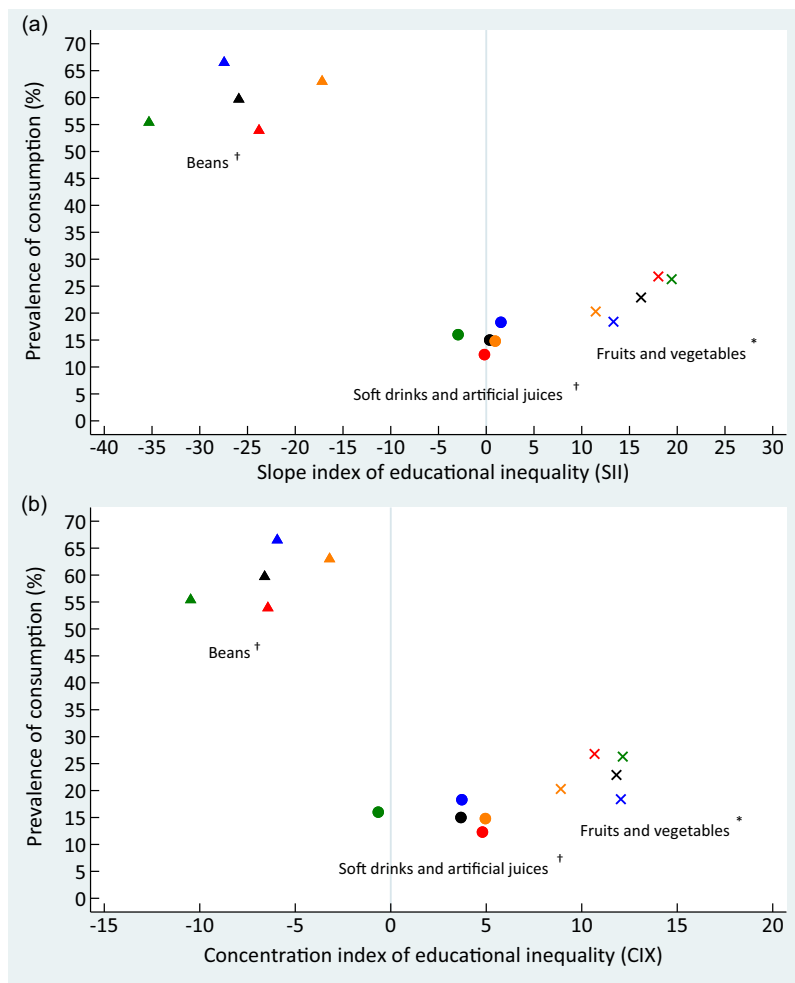 (a)
Prevalence of consumption (%)
70
65
60
55
50
45
40
35
30
25
20
15
10
5
0
Beans †
Fruits and vegetables *
Soft drinks and artificial juices †
-40 -35 -30 -25 -20 -15 -10 -5 0 5 10 15 20 25 30
Slope index of educational inequality (SII)
(b)
Prevalence of consumption (%)
70
65
60
55
50
45
40
35
30
25
20
15
10
5
0
Beans †
Fruits and vegetables *
Soft drinks and artificial juices †
-15 -10 -5 0 5 10 15 20
Concentration index of educational inequality (CIX)